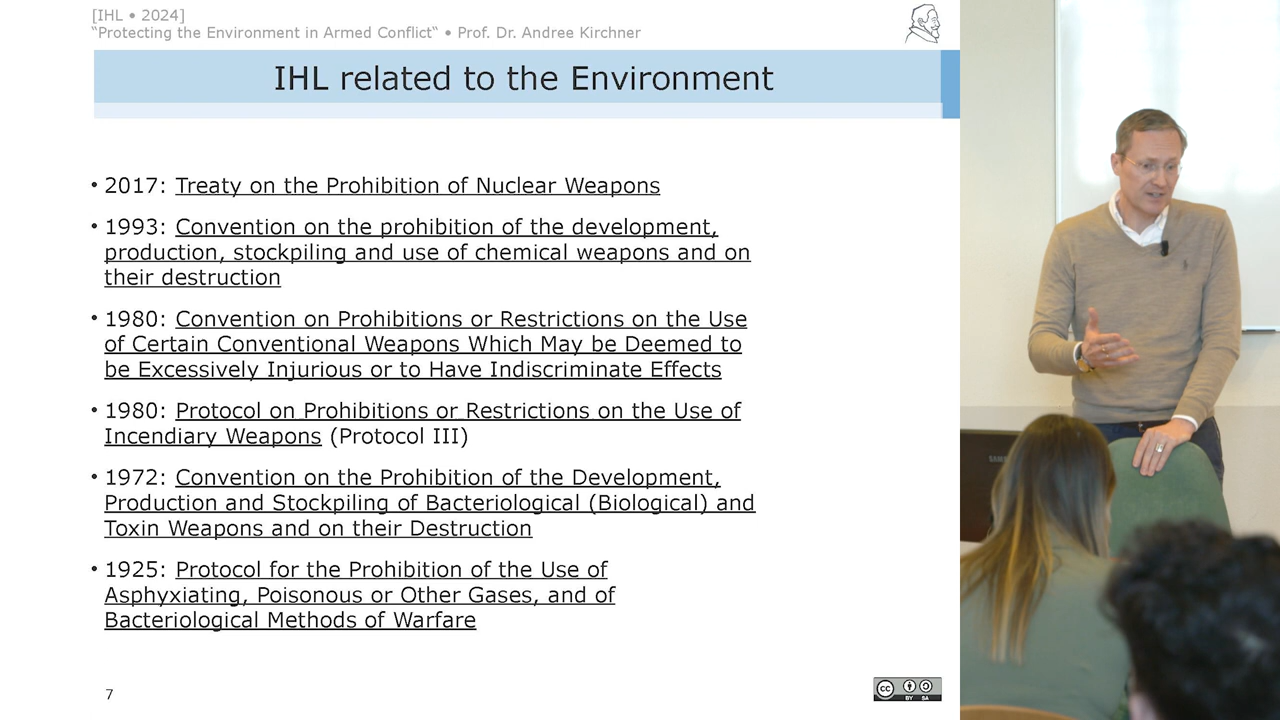 [IHL • 2024]
“Protecting the Environment in Armed Conflict“ • Prof. Dr. Andree Kirchner
IHL related to the Environment
• 2017: Treaty on the Prohibition of Nuclear Weapons
• 1993: Convention on the prohibition of the development,
production, stockpiling and use of chemical weapons and on
their destruction
• 1980: Convention on Prohibitions or Restrictions on the Use
of Certain Conventional Weapons Which May be Deemed to
be Excessively Injurious or to Have Indiscriminate Effects
• 1980: Protocol on Prohibitions or Restrictions on the Use of
Incendiary Weapons (Protocol III)
• 1972: Convention on the Prohibition of the Development,
Production and Stockpiling of Bacteriological (Biological) and
Toxin Weapons and on their Destruction
• 1925: Protocol for the Prohibition of the Use of
Asphyxiating, Poisonous or Other Gases, and of
Bacteriological Methods of Warfare
7
cc BY SA